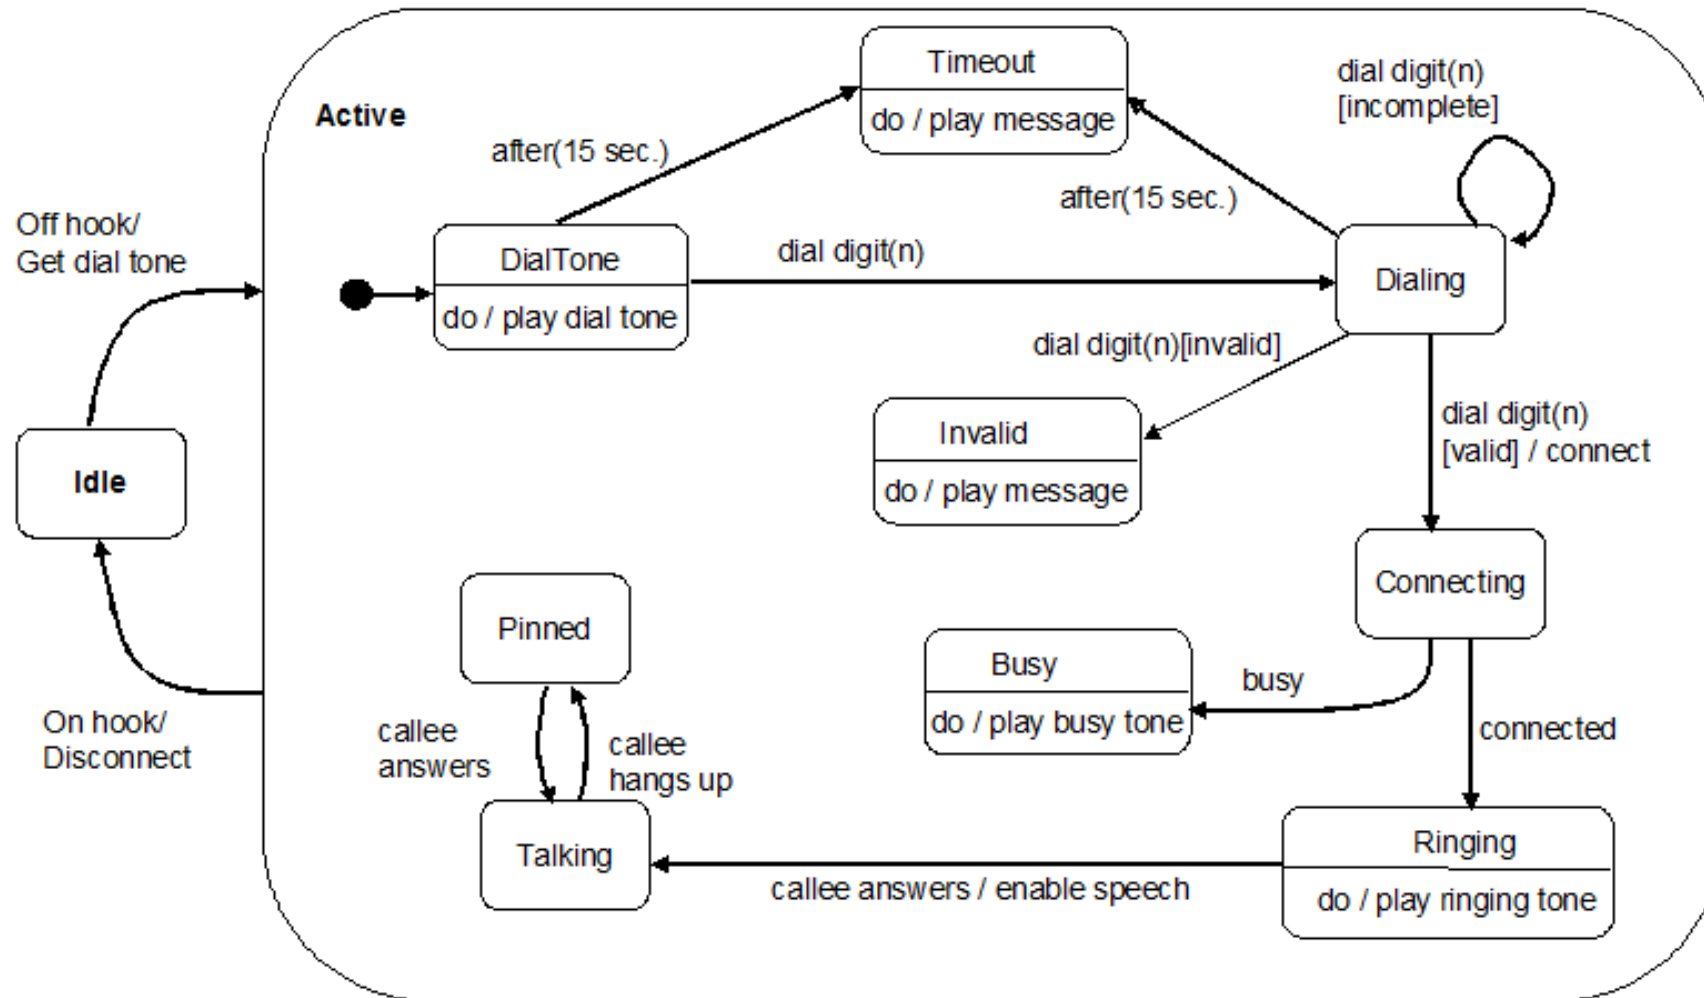 Timeout
do / play message
dial digit(n)
[incomplete]
Active
after(15 sec.)
after(15 sec.)
Off hook/
Get dial tone
DialTone
do / play dial tone
dial digit(n)
Dialing
dial digit(n)[invalid]
Invalid
do / play message
dial digit(n)
[valid] / connect
Idle
Connecting
Pinned
Busy
do / play busy tone
busy
connected
On hook/
Disconnect
callee
answers
callee
hangs up
Talking
callee answers / enable speech
Ringing
do / play ringing tone